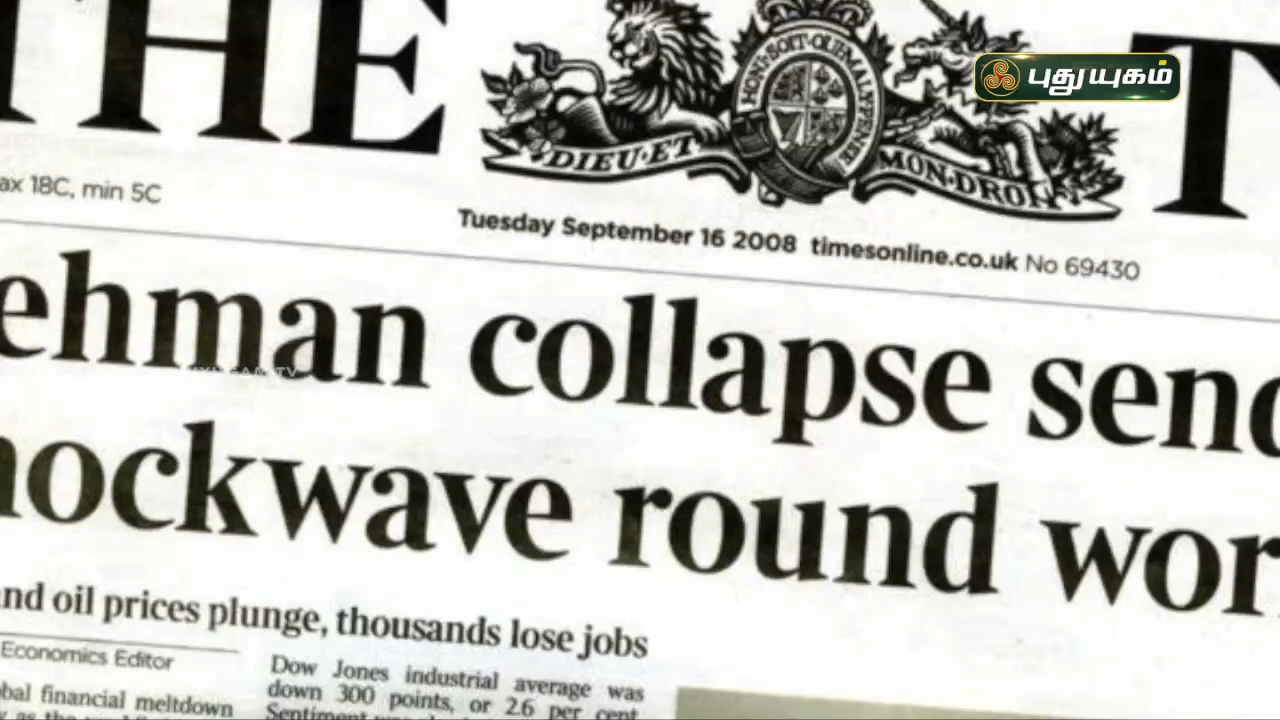 THE T
புதுயுகம்
HONI·SOIT·QUI·MAL·Y·PENSE
DIEU·ET MON·DROIT
ax 18C, min 5C
Tuesday September 16 2008 timesonline.co.uk No 69430
ehman collapse send
hockwave round wor
nd oil prices plunge, thousands lose jobs
Economics Editor
bal financial meltdown
Dow Jones industrial average was
down 300 points, or 2.6 per cent.